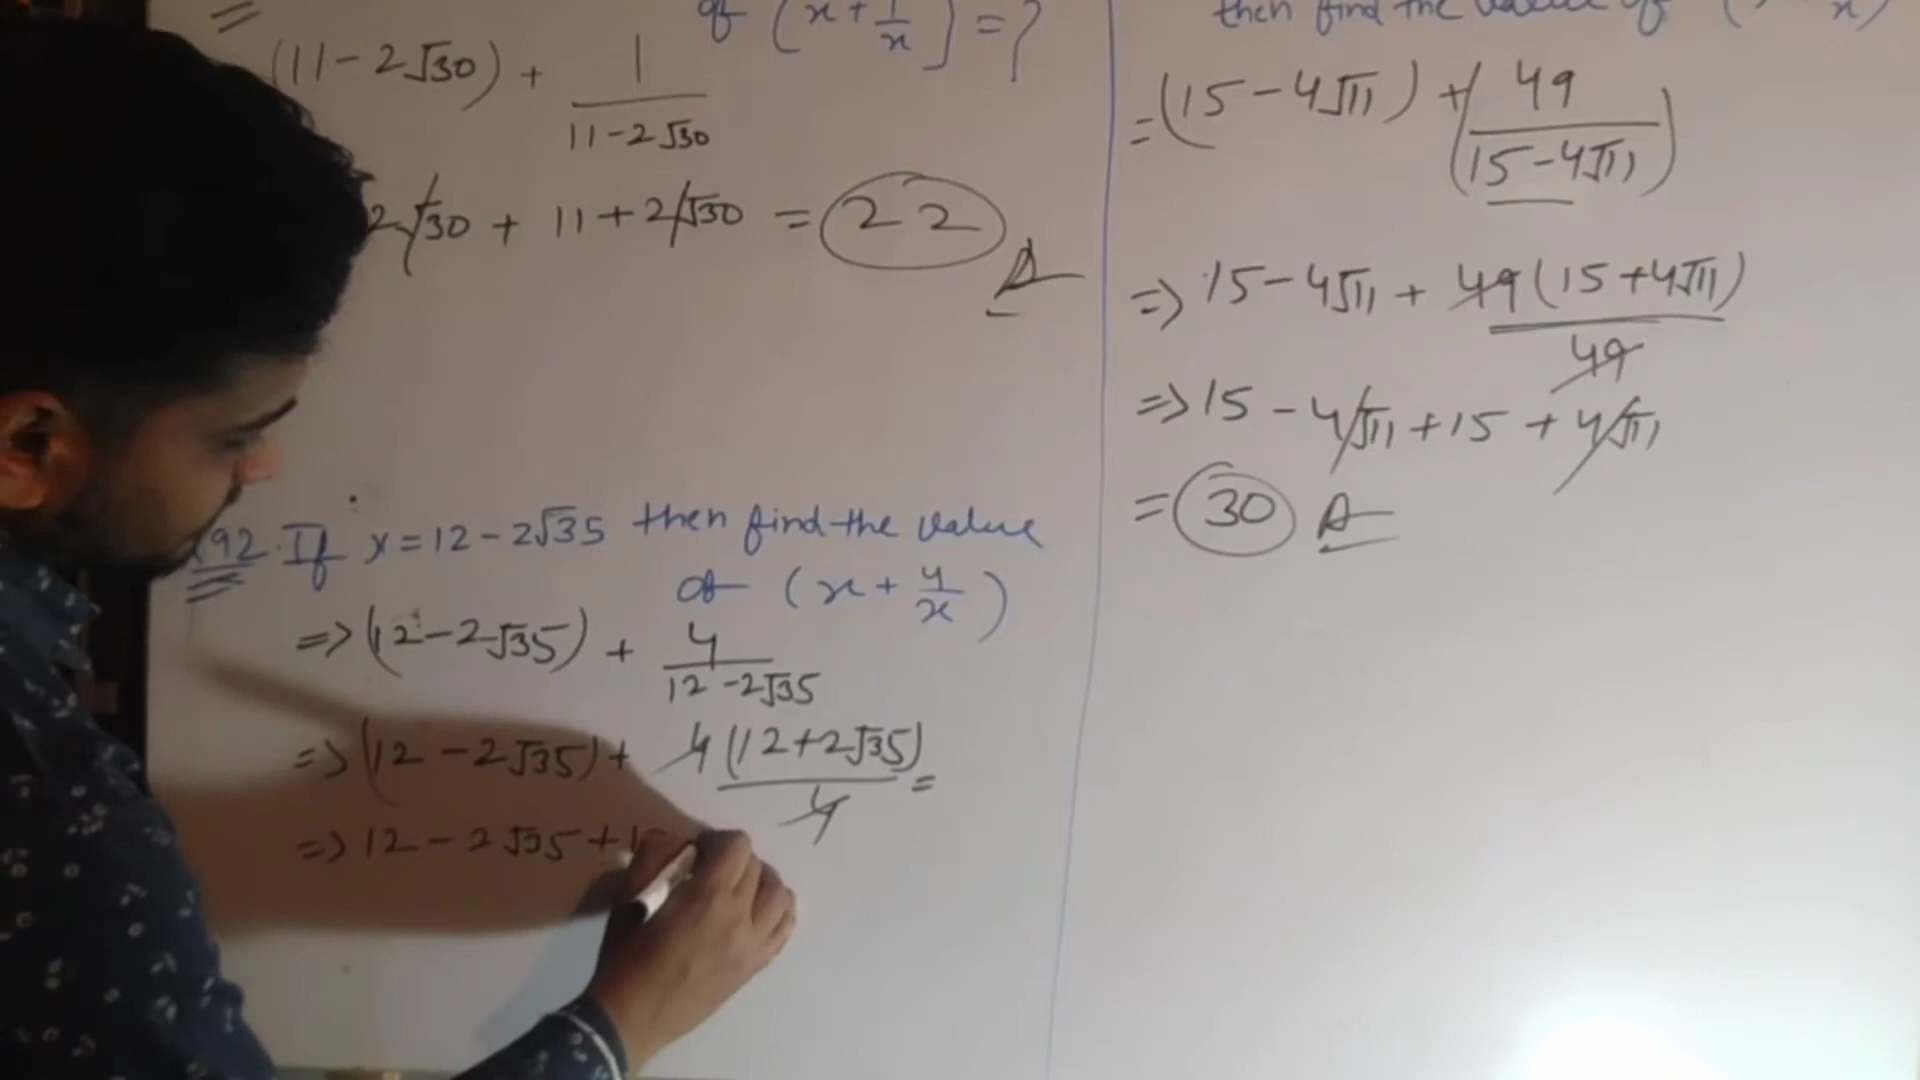 of (x + 1/x) = ?
(11 - 2√30) + 1/(11 - 2√30)
2√30 + 11 + 2√30 = 22 A
Q2. If x = 12 - 2√35 then find the value
of (x + 4/x)
=> (12 - 2√35) + 4/(12 - 2√35)
=> (12 - 2√35) + 4(12 + 2√35)/4 =
=> 12 - 2√35 + 1
then find the value of
= (15 - 4√11) + (49/(15 - 4√11))
=> 15 - 4√11 + 49(15 + 4√11)/49
=> 15 - 4√11 + 15 + 4√11
= 30 A